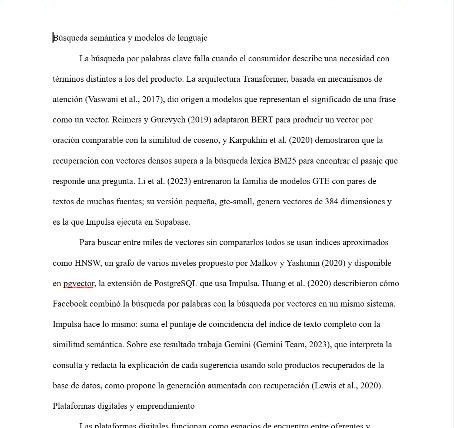 Búsqueda semántica y modelos de lenguaje
La búsqueda por palabras clave falla cuando el consumidor describe una necesidad con
términos distintos a los del producto. La arquitectura Transformer, basada en mecanismos de
atención (Vaswani et al., 2017), dio origen a modelos que representan el significado de una frase
como un vector. Reimers y Gurevych (2019) adaptaron BERT para producir un vector por
oración comparable con la similitud de coseno, y Karpukhin et al. (2020) demostraron que la
recuperación con vectores densos supera a la búsqueda léxica BM25 para encontrar el pasaje que
responde una pregunta. Li et al. (2023) entrenaron la familia de modelos GTE con pares de
textos de muchas fuentes; su versión pequeña, gte-small, genera vectores de 384 dimensiones y
es la que Impulsa ejecuta en Supabase.
Para buscar entre miles de vectores sin compararlos todos se usan índices aproximados
como HNSW, un grafo de varios niveles propuesto por Malkov y Yashunin (2020) y disponible
en pgvector, la extensión de PostgreSQL que usa Impulsa. Huang et al. (2020) describieron cómo
Facebook combinó la búsqueda por palabras con la búsqueda por vectores en un mismo sistema.
Impulsa hace lo mismo: suma el puntaje de coincidencia del índice de texto completo con la
similitud semántica. Sobre ese resultado trabaja Gemini (Gemini Team, 2023), que interpreta la
consulta y redacta la explicación de cada sugerencia usando solo productos recuperados de la
base de datos, como propone la generación aumentada con recuperación (Lewis et al., 2020).
Plataformas digitales y emprendimiento
Las plataformas digitales funcionan como espacios de encuentro entre oferentes y